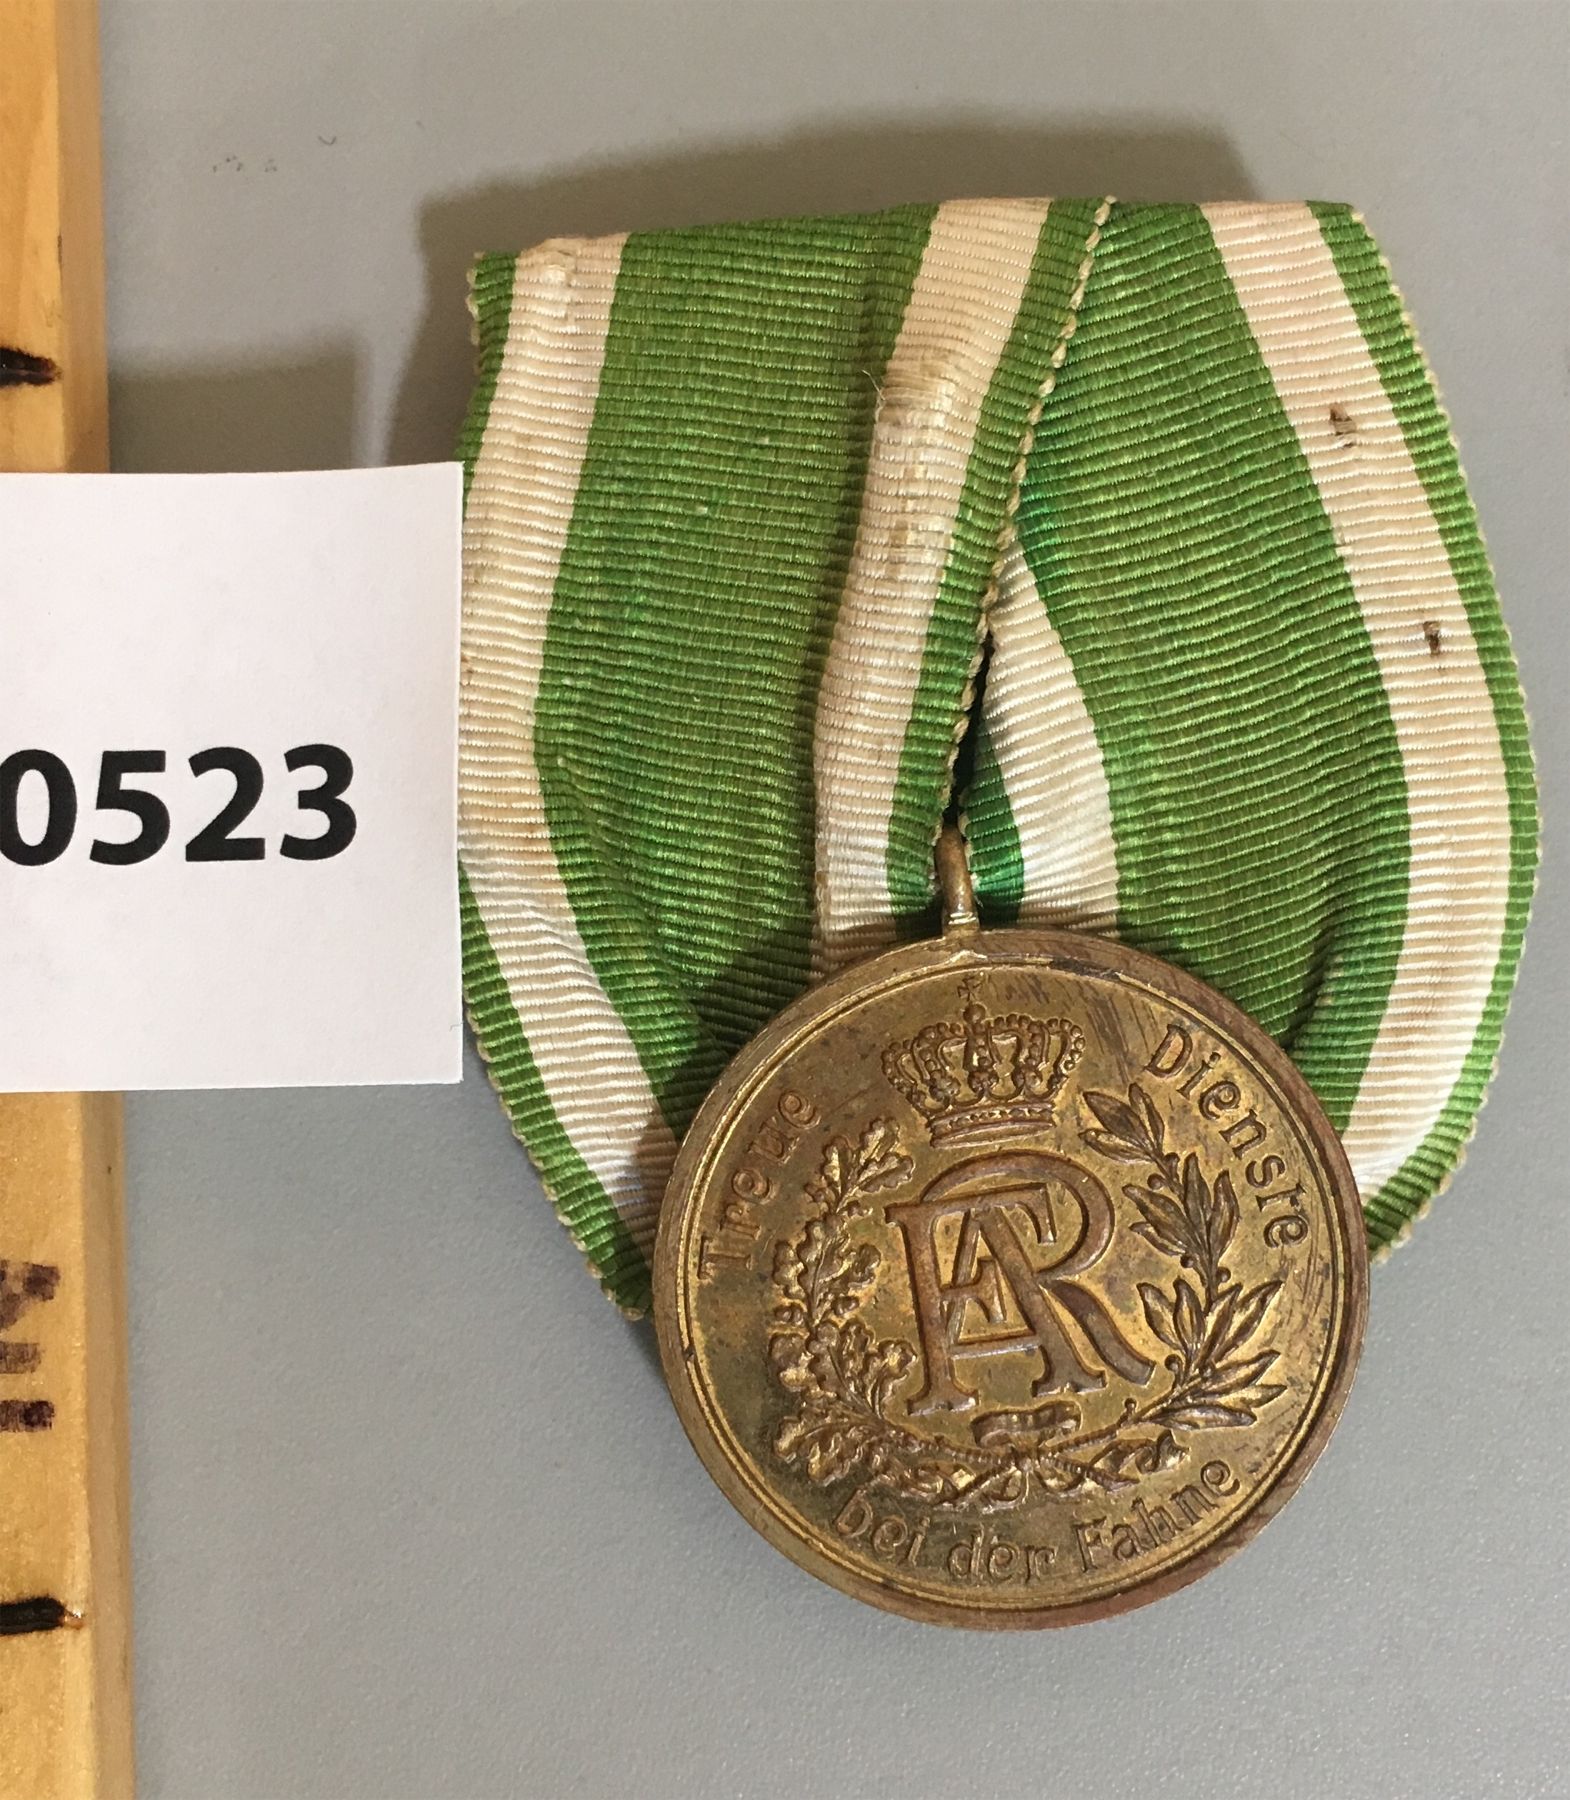 0523
Treue Dienste
bei der Fahne
FAR